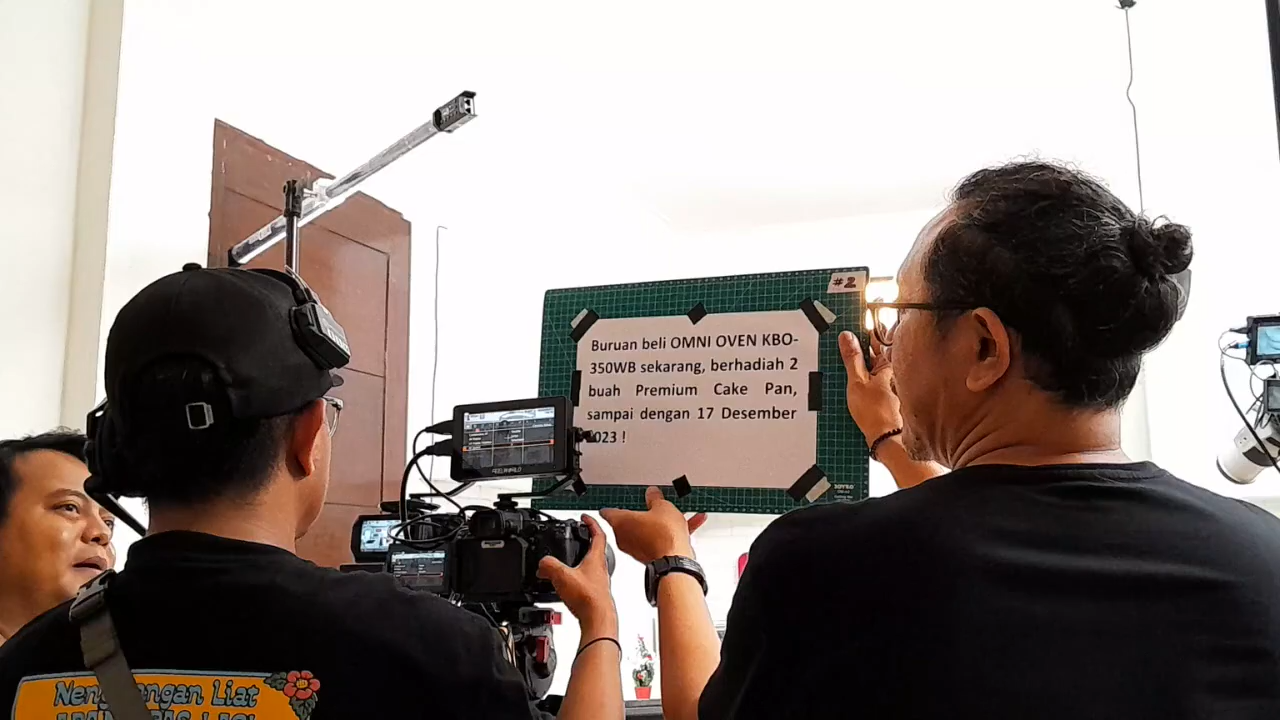 #2
Buruan beli OMNI OVEN KBO-
350WB sekarang, berhadiah 2
buah Premium Cake Pan,
sampai dengan 17 Desember
2023 !
FEELWORLD
Liat